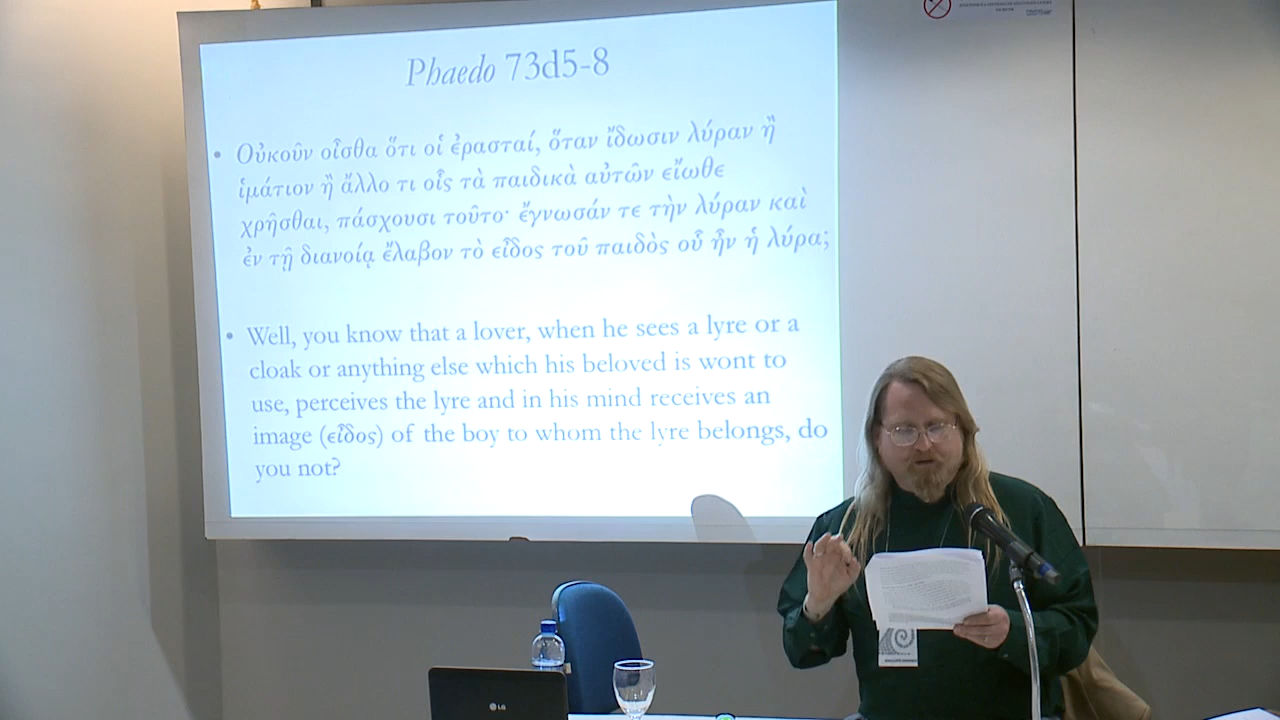 Phaedo 73d5-8
• Οὐκοῦν οἶσθα ὅτι οἱ ἐρασταί, ὅταν ἴδωσιν λύραν ἢ
ἱμάτιον ἢ ἄλλο τι οἷς τὰ παιδικὰ αὐτῶν εἴωθε
χρῆσθαι, πάσχουσι τοῦτο· ἔγνωσάν τε τὴν λύραν καὶ
ἐν τῇ διανοίᾳ ἔλαβον τὸ εἶδος τοῦ παιδὸς οὗ ἦν ἡ λύρα;
• Well, you know that a lover, when he sees a lyre or a
cloak or anything else which his beloved is wont to
use, perceives the lyre and in his mind receives an
image (εἶδος) of the boy to whom the lyre belongs, do
you not?
LG